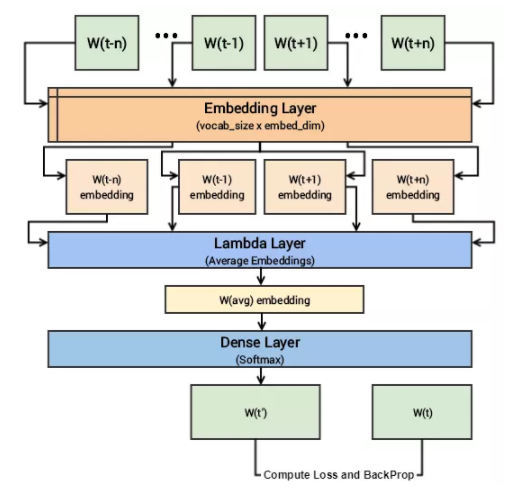 W(t-n) ••• W(t-1) W(t+1) ••• W(t+n)
Embedding Layer
(vocab_size x embed_dim)
W(t-n) W(t-1) W(t+1) W(t+n)
embedding embedding embedding embedding
Lambda Layer
(Average Embeddings)
W(avg) embedding
Dense Layer
(Softmax)
W(t') W(t)
Compute Loss and BackProp